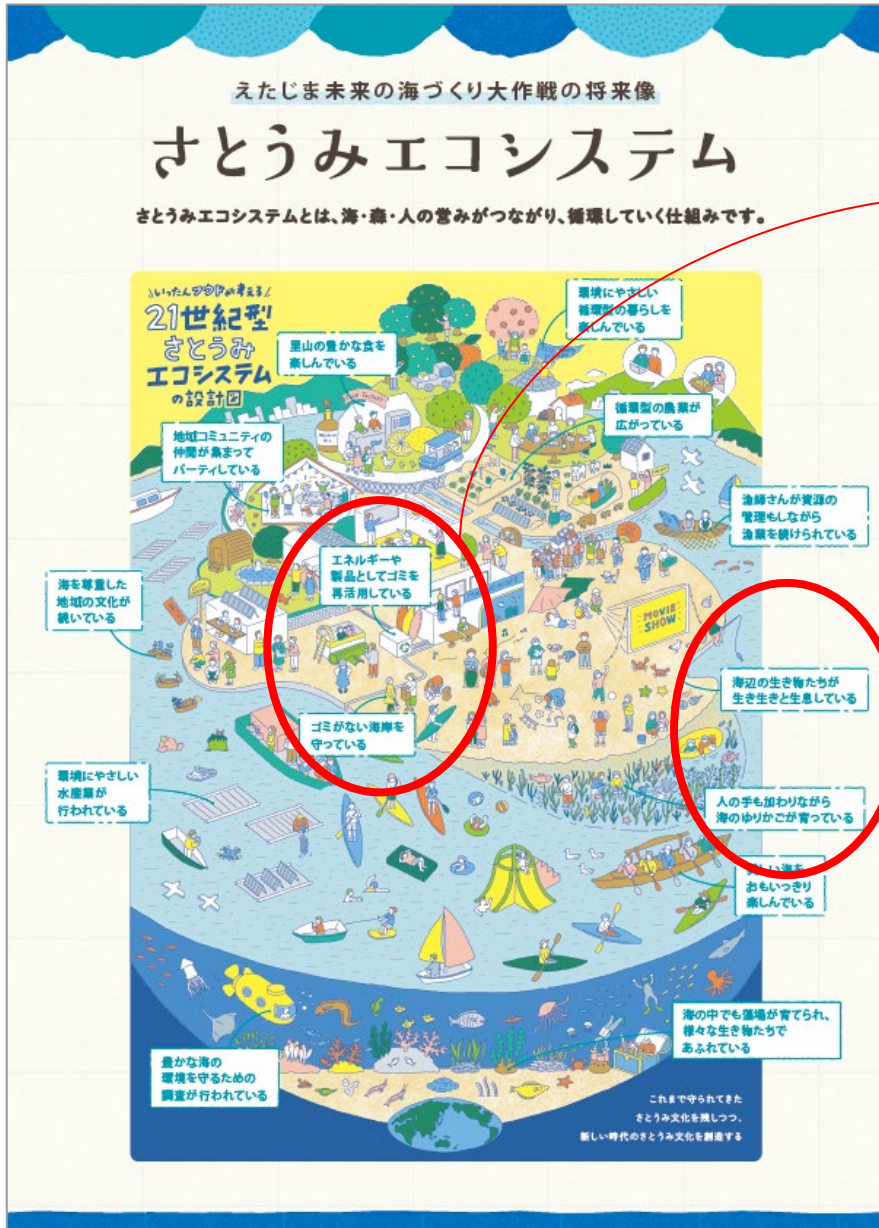 えたじま未来の海づくり大作戦の将来像
さとうみエコシステム
さとうみエコシステムとは、海・森・人の営みがつながり、循環していく仕組みです。
いったんデウドが考える
21世紀型
さとうみ
エコシステム
の設計図
環境にやさしい
循環型の暮らしを
楽しんでいる
里山の豊かな食を
楽しんでいる
循環型の農業が
広がっている
地域コミュニティの
仲間が集まって
パーティしている
漁師さんが資源の
管理もしながら
漁業を続けられている
エネルギーや
製品としてゴミを
再活用している
海を尊重した
地域の文化が
続いている
MOVIE
SHOW
海辺の生き物たちが
生き生きと生息している
ゴミがない海岸を
守っている
環境にやさしい
水産業が
行われている
人の手も加わりながら
海のゆりかごが育っている
しい海を
おもいっきり
楽しんでいる
海の中でも藻場が育てられ、
様々な生き物たちで
あふれている
豊かな海の
環境を守るための
調査が行われている
これまで守られてきた
さとうみ文化を残しつつ、
新しい時代のさとうみ文化を創造する